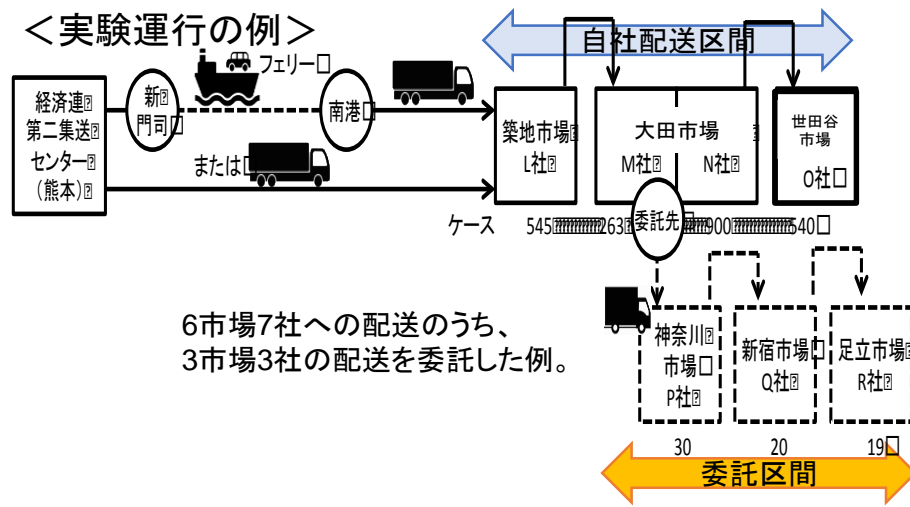 ＜実験運行の例＞
自社配送区間
フェリー
経済連
第二集送
センター
(熊本)
新
門司
南港
または
築地市場
L社
大田市場
M社
N社
世田谷
市場
O社
ケース
545
263
委託先
900
540
6市場7社への配送のうち、
3市場3社の配送を委託した例。
神奈川
市場
P社
新宿市場
Q社
足立市場
R社
30
20
19
委託区間